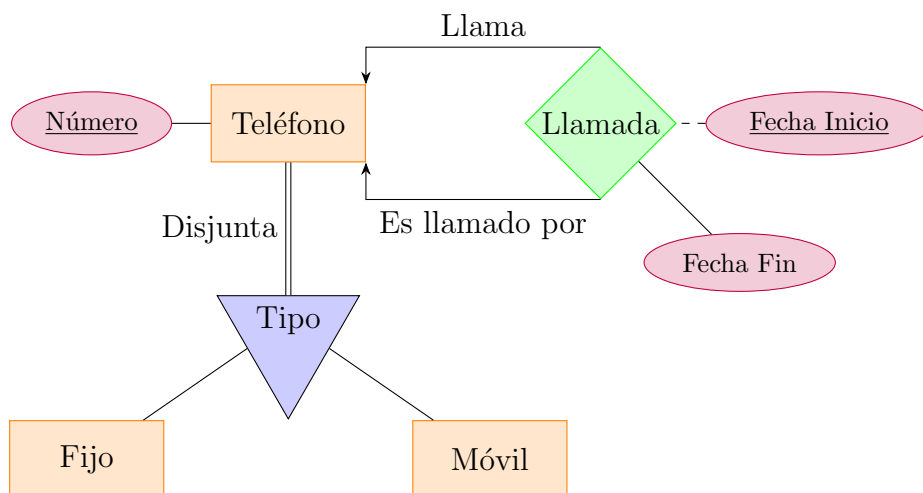 Llama
Número
Teléfono
Llamada
Fecha Inicio
Disjunta
Es llamado por
Fecha Fin
Tipo
Fijo
Móvil